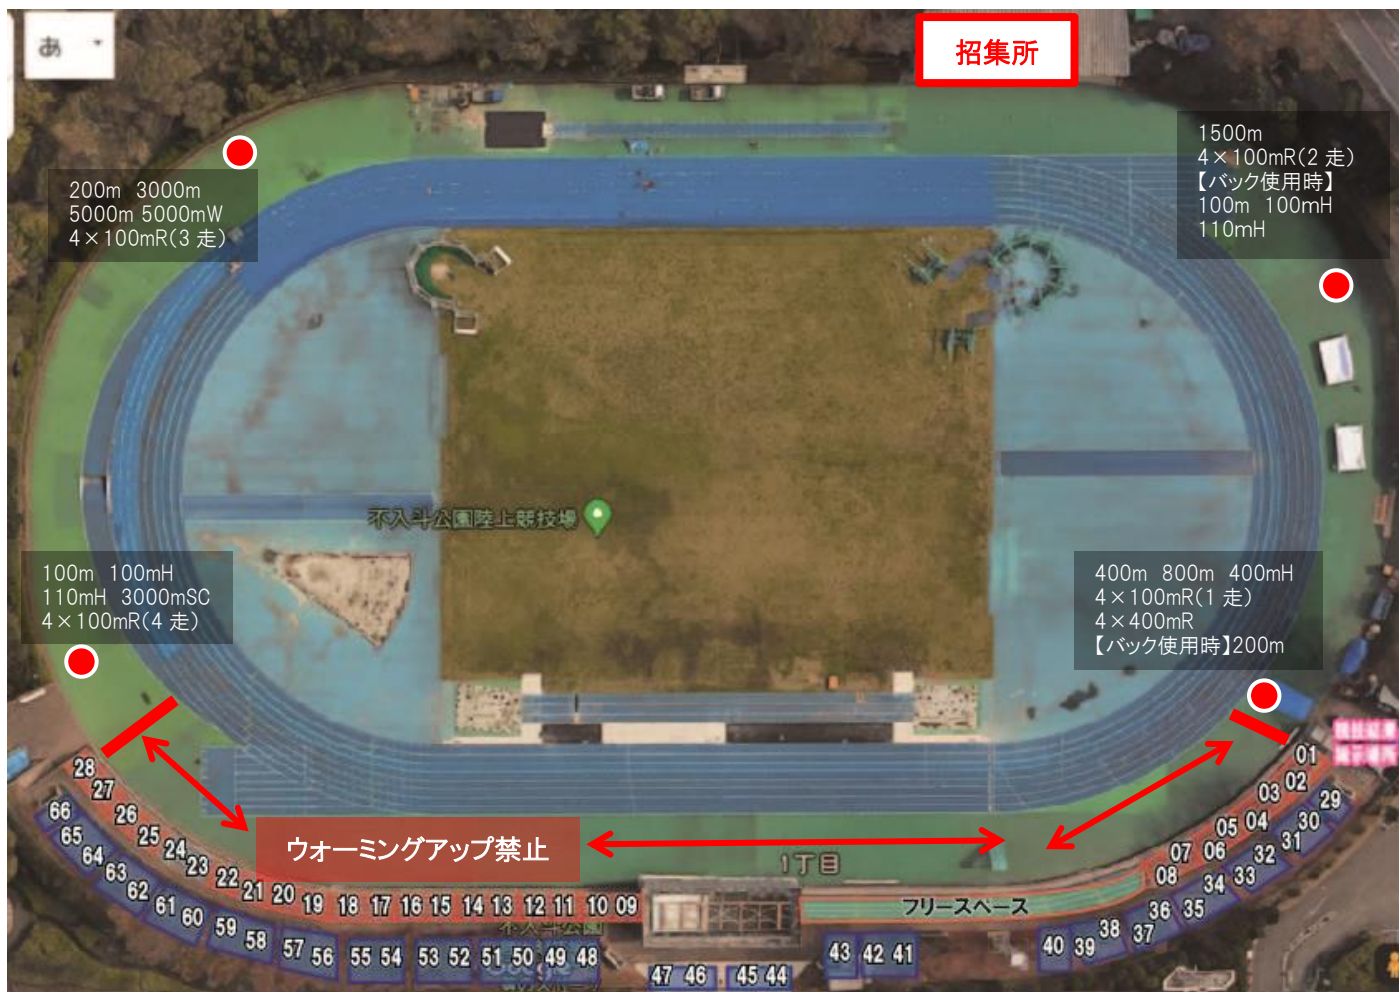 あ
招集所
200m 3000m
5000m 5000mW
4×100mR(3 走)
1500m
4×100mR(2 走)
【バック使用時】
100m 100mH
110mH
不入斗公園陸上競技場
100m 100mH
110mH 3000mSC
4×100mR(4 走)
400m 800m 400mH
4×100mR(1 走)
4×400mR
【バック使用時】200m
ウォーミングアップ禁止
1丁目
フリースペース
不入斗公園
28 27 26 25 24 23 22 21 20 19 18 17 16 15 14 13 12 11 10 09
08 07 06 05 04 03 02 01
66 65 64 63 62 61 60 59 58 57 56 55 54 53 52 51 50 49 48
47 46 45 44
43 42 41
40 39 38 37 36 35 34 33 32 31 30 29